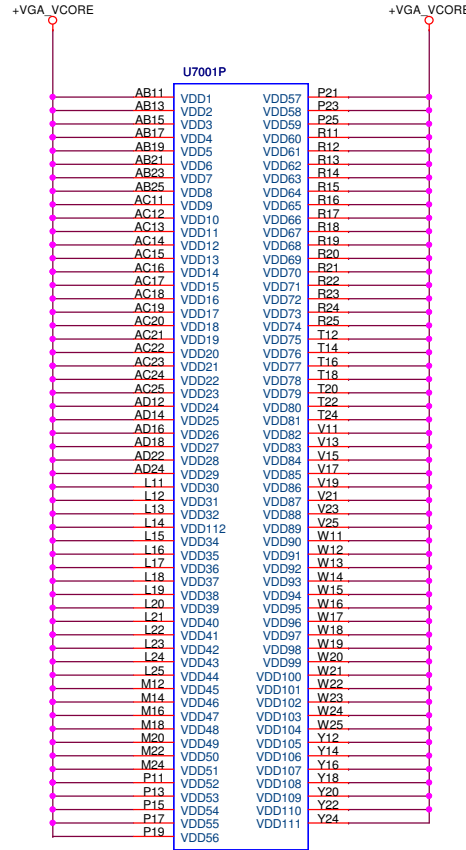 +VGA_VCORE +VGA_VCORE
U7001P
AB11 VDD1 VDD57 P21
AB13 VDD2 VDD58 P23
AB15 VDD3 VDD59 P25
AB17 VDD4 VDD60 R11
AB19 VDD5 VDD61 R12
AB21 VDD6 VDD62 R13
AB23 VDD7 VDD63 R14
AB25 VDD8 VDD64 R15
AC11 VDD9 VDD65 R16
AC12 VDD10 VDD66 R17
AC13 VDD11 VDD67 R18
AC14 VDD12 VDD68 R19
AC15 VDD13 VDD69 R20
AC16 VDD14 VDD70 R21
AC17 VDD15 VDD71 R22
AC18 VDD16 VDD72 R23
AC19 VDD17 VDD73 R24
AC20 VDD18 VDD74 R25
AC21 VDD19 VDD75 T12
AC22 VDD20 VDD76 T14
AC23 VDD21 VDD77 T16
AC24 VDD22 VDD78 T18
AC25 VDD23 VDD79 T20
AD12 VDD24 VDD80 T22
AD14 VDD25 VDD81 T24
AD16 VDD26 VDD82 V11
AD18 VDD27 VDD83 V13
AD22 VDD28 VDD84 V15
AD24 VDD29 VDD85 V17
L11 VDD30 VDD86 V19
L12 VDD31 VDD87 V21
L13 VDD32 VDD88 V23
L14 VDD112 VDD89 V25
L15 VDD34 VDD90 W11
L16 VDD35 VDD91 W12
L17 VDD36 VDD92 W13
L18 VDD37 VDD93 W14
L19 VDD38 VDD94 W15
L20 VDD39 VDD95 W16
L21 VDD40 VDD96 W17
L22 VDD41 VDD97 W18
L23 VDD42 VDD98 W19
L24 VDD43 VDD99 W20
L25 VDD44 VDD100 W21
M12 VDD45 VDD101 W22
M14 VDD46 VDD102 W23
M16 VDD47 VDD103 W24
M18 VDD48 VDD104 W25
M20 VDD49 VDD105 Y12
M22 VDD50 VDD106 Y14
M24 VDD51 VDD107 Y16
P11 VDD52 VDD108 Y18
P13 VDD53 VDD109 Y20
P15 VDD54 VDD110 Y22
P17 VDD55 VDD111 Y24
P19 VDD56